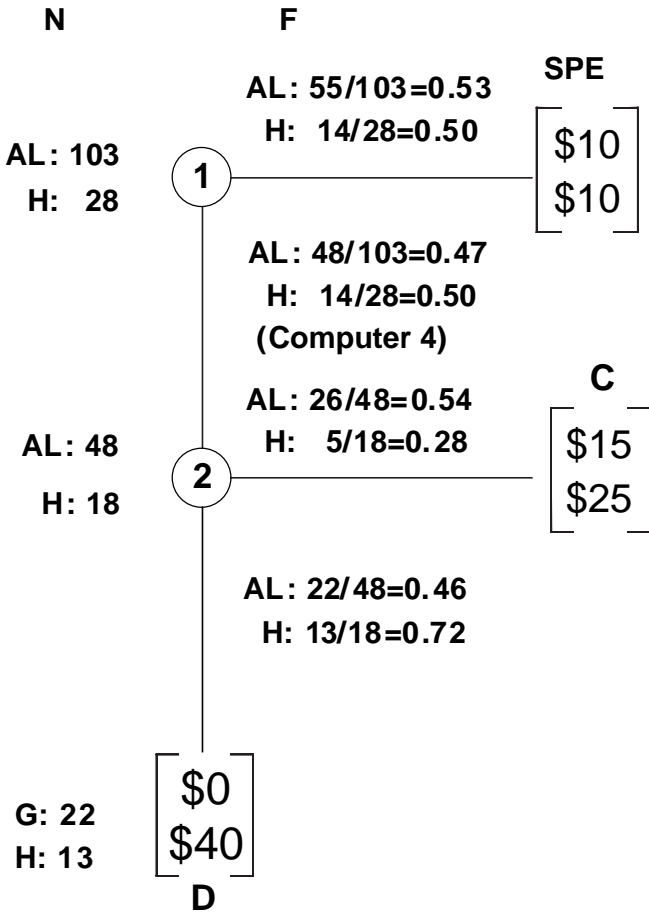 N F
SPE
AL: 55/103=0.53
H: 14/28=0.50
AL: 103
H: 28
1
$10
$10
AL: 48/103=0.47
H: 14/28=0.50
(Computer 4)
C
AL: 26/48=0.54
H: 5/18=0.28
AL: 48
H: 18
2
$15
$25
AL: 22/48=0.46
H: 13/18=0.72
G: 22
H: 13
$0
$40
D